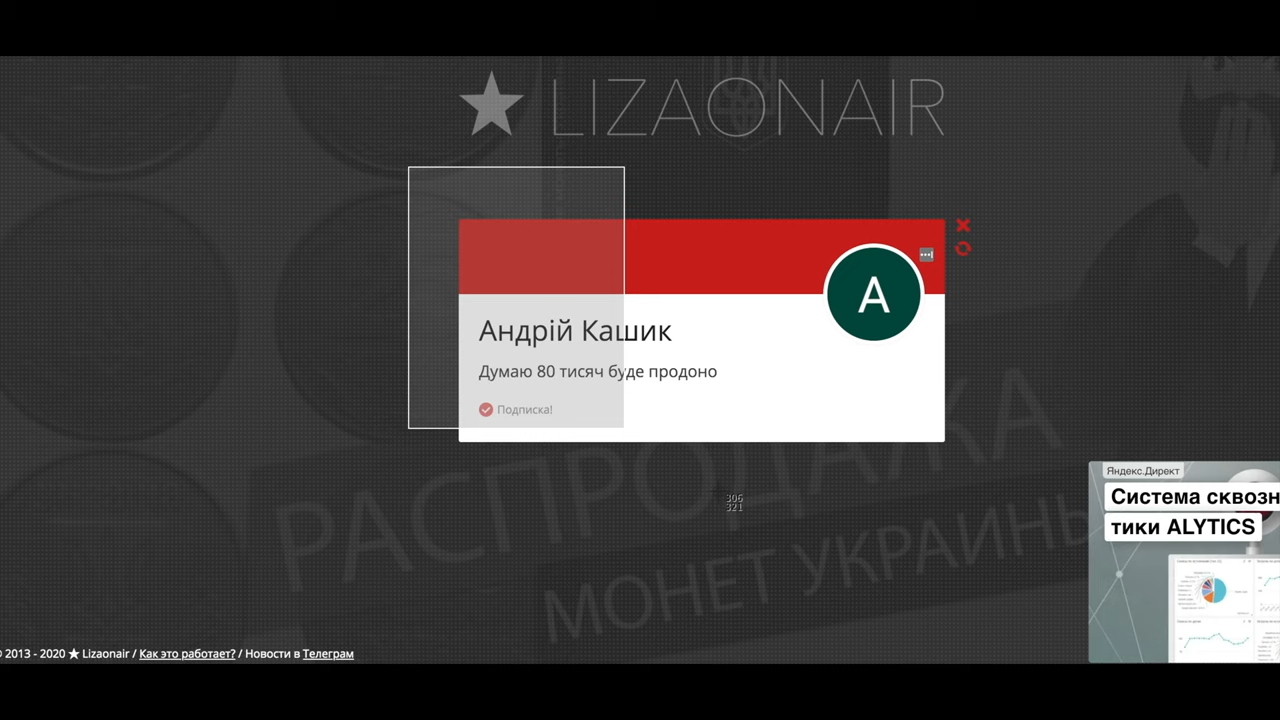 LIZAONAIR
A
Андрій Кашик
Думаю 80 тисяч буде продоно
Подписка!
РАСПРОДАЖА
МОНЕТ УКРАИНЫ
306
321
Яндекс.Директ
Система сквозн
тики ALYTICS
© 2013 - 2020 ★ Lizaonair / Как это работает? / Новости в Телеграм